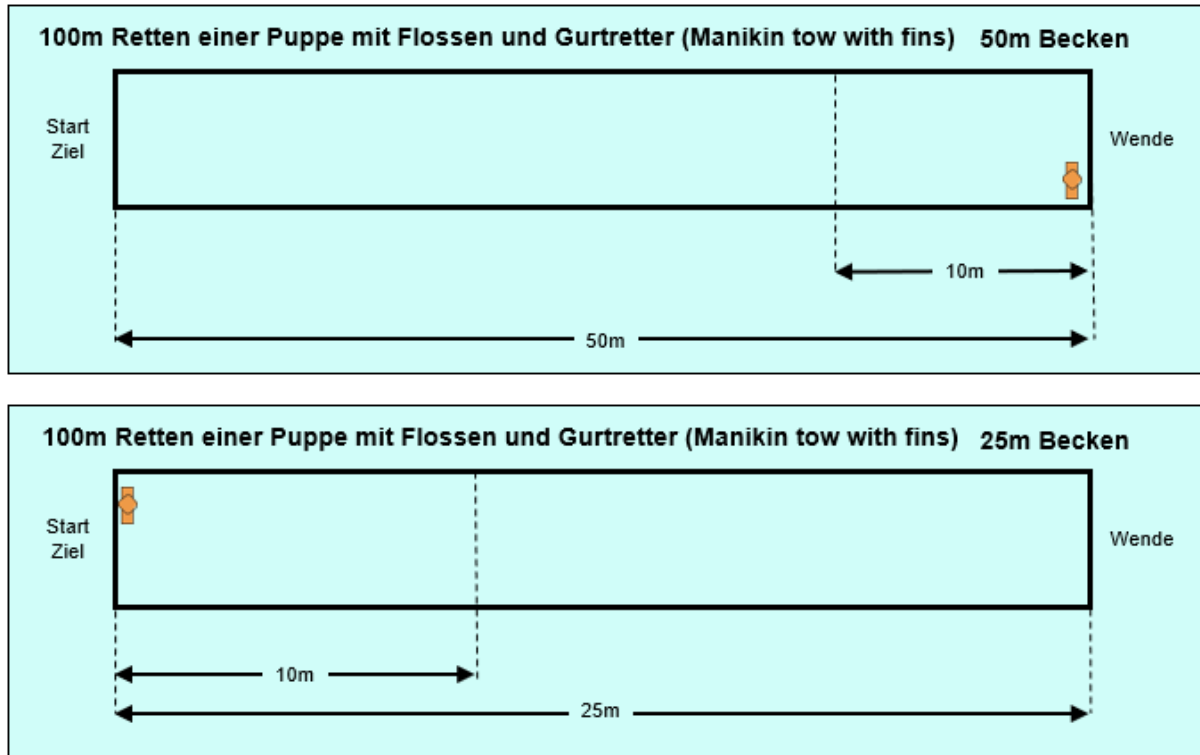 100m Retten einer Puppe mit Flossen und Gurtretter (Manikin tow with fins) 50m Becken
Start
Ziel
Wende
10m
50m
100m Retten einer Puppe mit Flossen und Gurtretter (Manikin tow with fins) 25m Becken
Start
Ziel
Wende
10m
25m